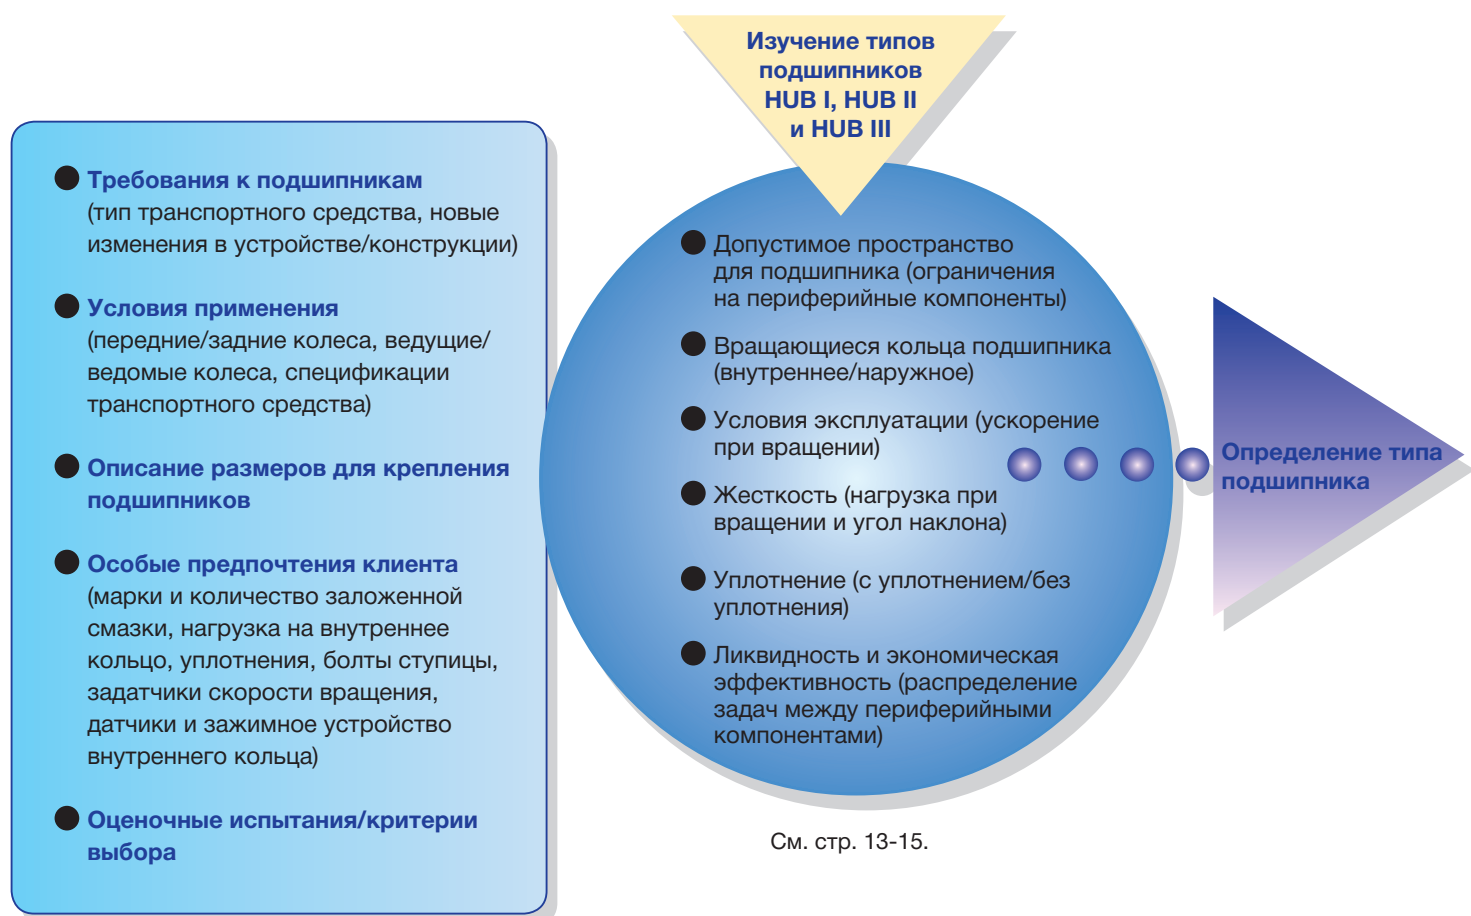 Изучение типов
подшипников
HUB I, HUB II
и HUB III
Требования к подшипникам
(тип транспортного средства, новые
изменения в устройстве/конструкции)
Условия применения
(передние/задние колеса, ведущие/
ведомые колеса, спецификации
транспортного средства)
Описание размеров для крепления
подшипников
Особые предпочтения клиента
(марки и количество заложенной
смазки, нагрузка на внутреннее
кольцо, уплотнения, болты ступицы,
задатчики скорости вращения,
датчики и зажимное устройство
внутреннего кольца)
Оценочные испытания/критерии
выбора
Допустимое пространство
для подшипника (ограничения
на периферийные компоненты)
Вращающиеся кольца подшипника
(внутреннее/наружное)
Условия эксплуатации (ускорение
при вращении)
Жесткость (нагрузка при
вращении и угол наклона)
Уплотнение (с уплотнением/без
уплотнения)
Ликвидность и экономическая
эффективность (распределение
задач между периферийными
компонентами)
См. стр. 13-15.
Определение типа
подшипника